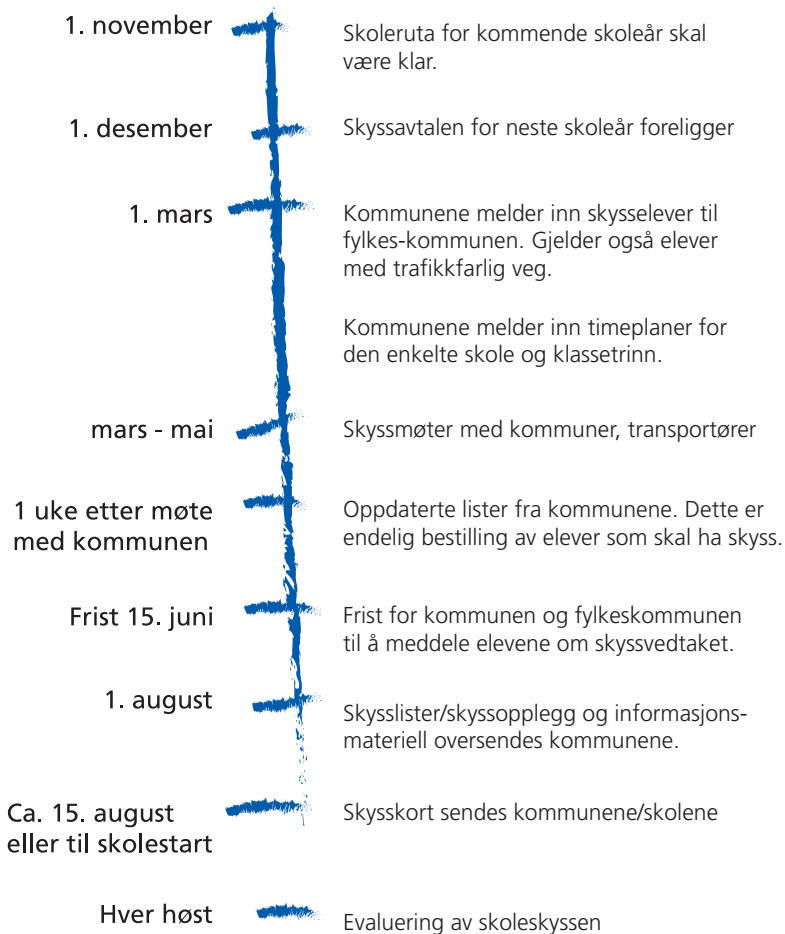 1. november
Skoleruta for kommende skoleår skal
være klar.
1. desember
Skyssavtalen for neste skoleår foreligger
1. mars
Kommunene melder inn skysselever til
fylkes-kommunen. Gjelder også elever
med trafikkfarlig veg.
Kommunene melder inn timeplaner for
den enkelte skole og klassetrinn.
mars - mai
Skyssmøter med kommuner, transportører
1 uke etter møte
med kommunen
Oppdaterte lister fra kommunene. Dette er
endelig bestilling av elever som skal ha skyss.
Frist 15. juni
Frist for kommunen og fylkeskommunen
til å meddele elevene om skyssvedtaket.
1. august
Skysslister/skyssopplegg og informasjons-
materiell oversendes kommunene.
Ca. 15. august
eller til skolestart
Skysskort sendes kommunene/skolene
Hver høst
Evaluering av skoleskyssen